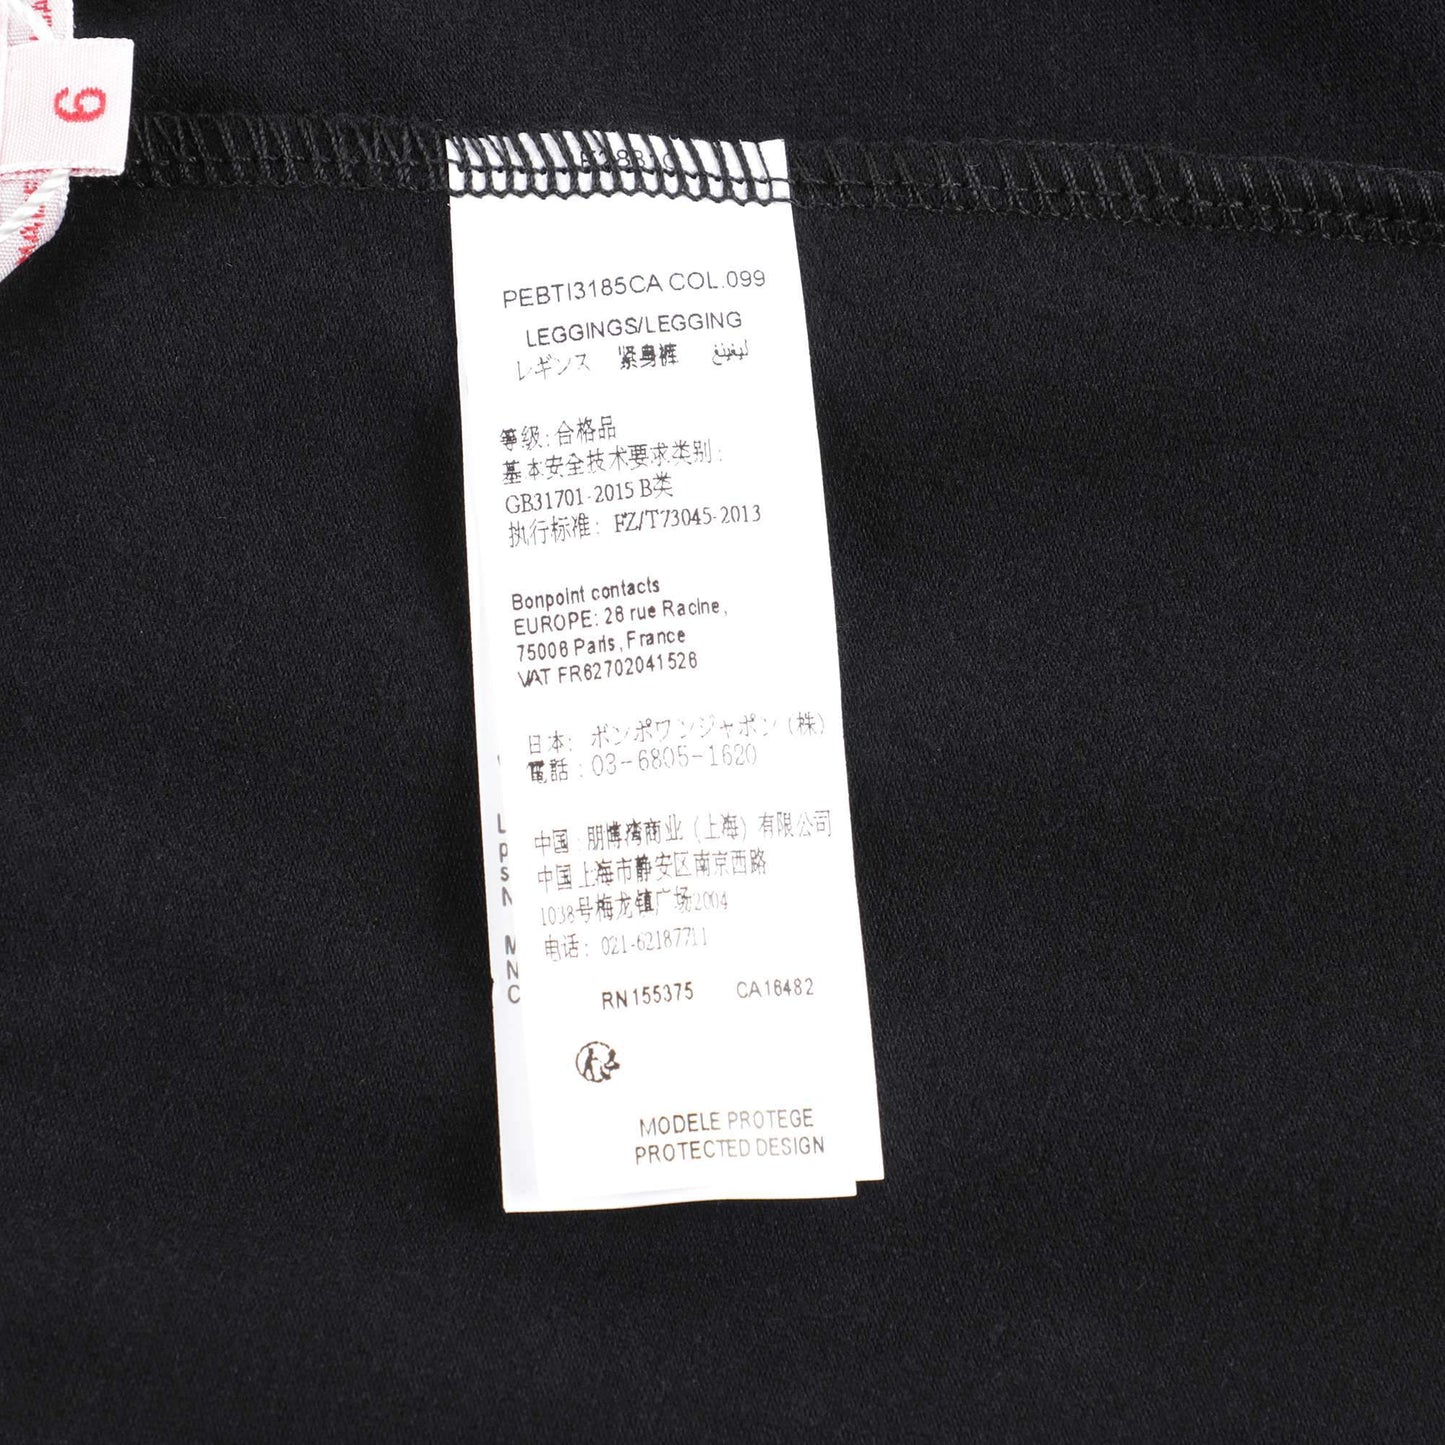 6
PEBTI3185CA COL.099
LEGGINGS/LEGGING
レギンス 紧身裤 ليغينغ
等级: 合格品
基本安全技术要求类别:
GB31701-2015 B类
执行标准: FZ/T73045-2013
Bonpoint contacts
EUROPE: 28 rue Racine,
75006 Paris, France
VAT FR62702041526
日本: ボンポワンジャポン (株)
電話: 03-6805-1620
中国: 朋博湾商业 (上海) 有限公司
中国上海市静安区南京西路
1038号梅龙镇广场2004
电话: 021-62187711
RN155375 CA16482
MODELE PROTEGE
PROTECTED DESIGN